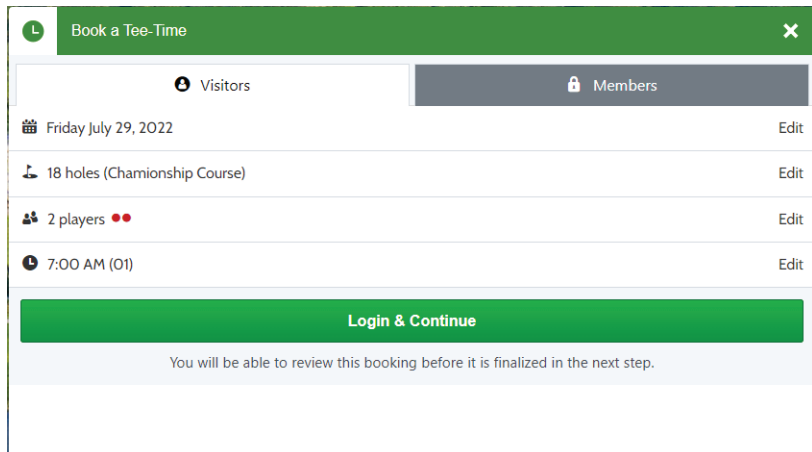 Book a Tee-Time
Visitors
Members
Friday July 29, 2022 Edit
18 holes (Chamionship Course) Edit
2 players Edit
7:00 AM (01) Edit
Login & Continue
You will be able to review this booking before it is finalized in the next step.